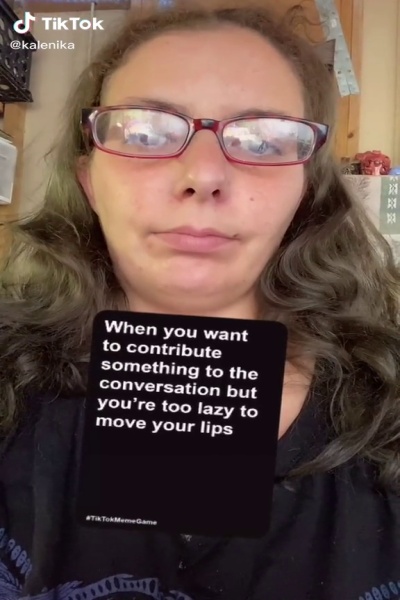 TikTok
@kalenika
When you want
to contribute
something to the
conversation but
you're too lazy to
move your lips
#TikTokMemeGame